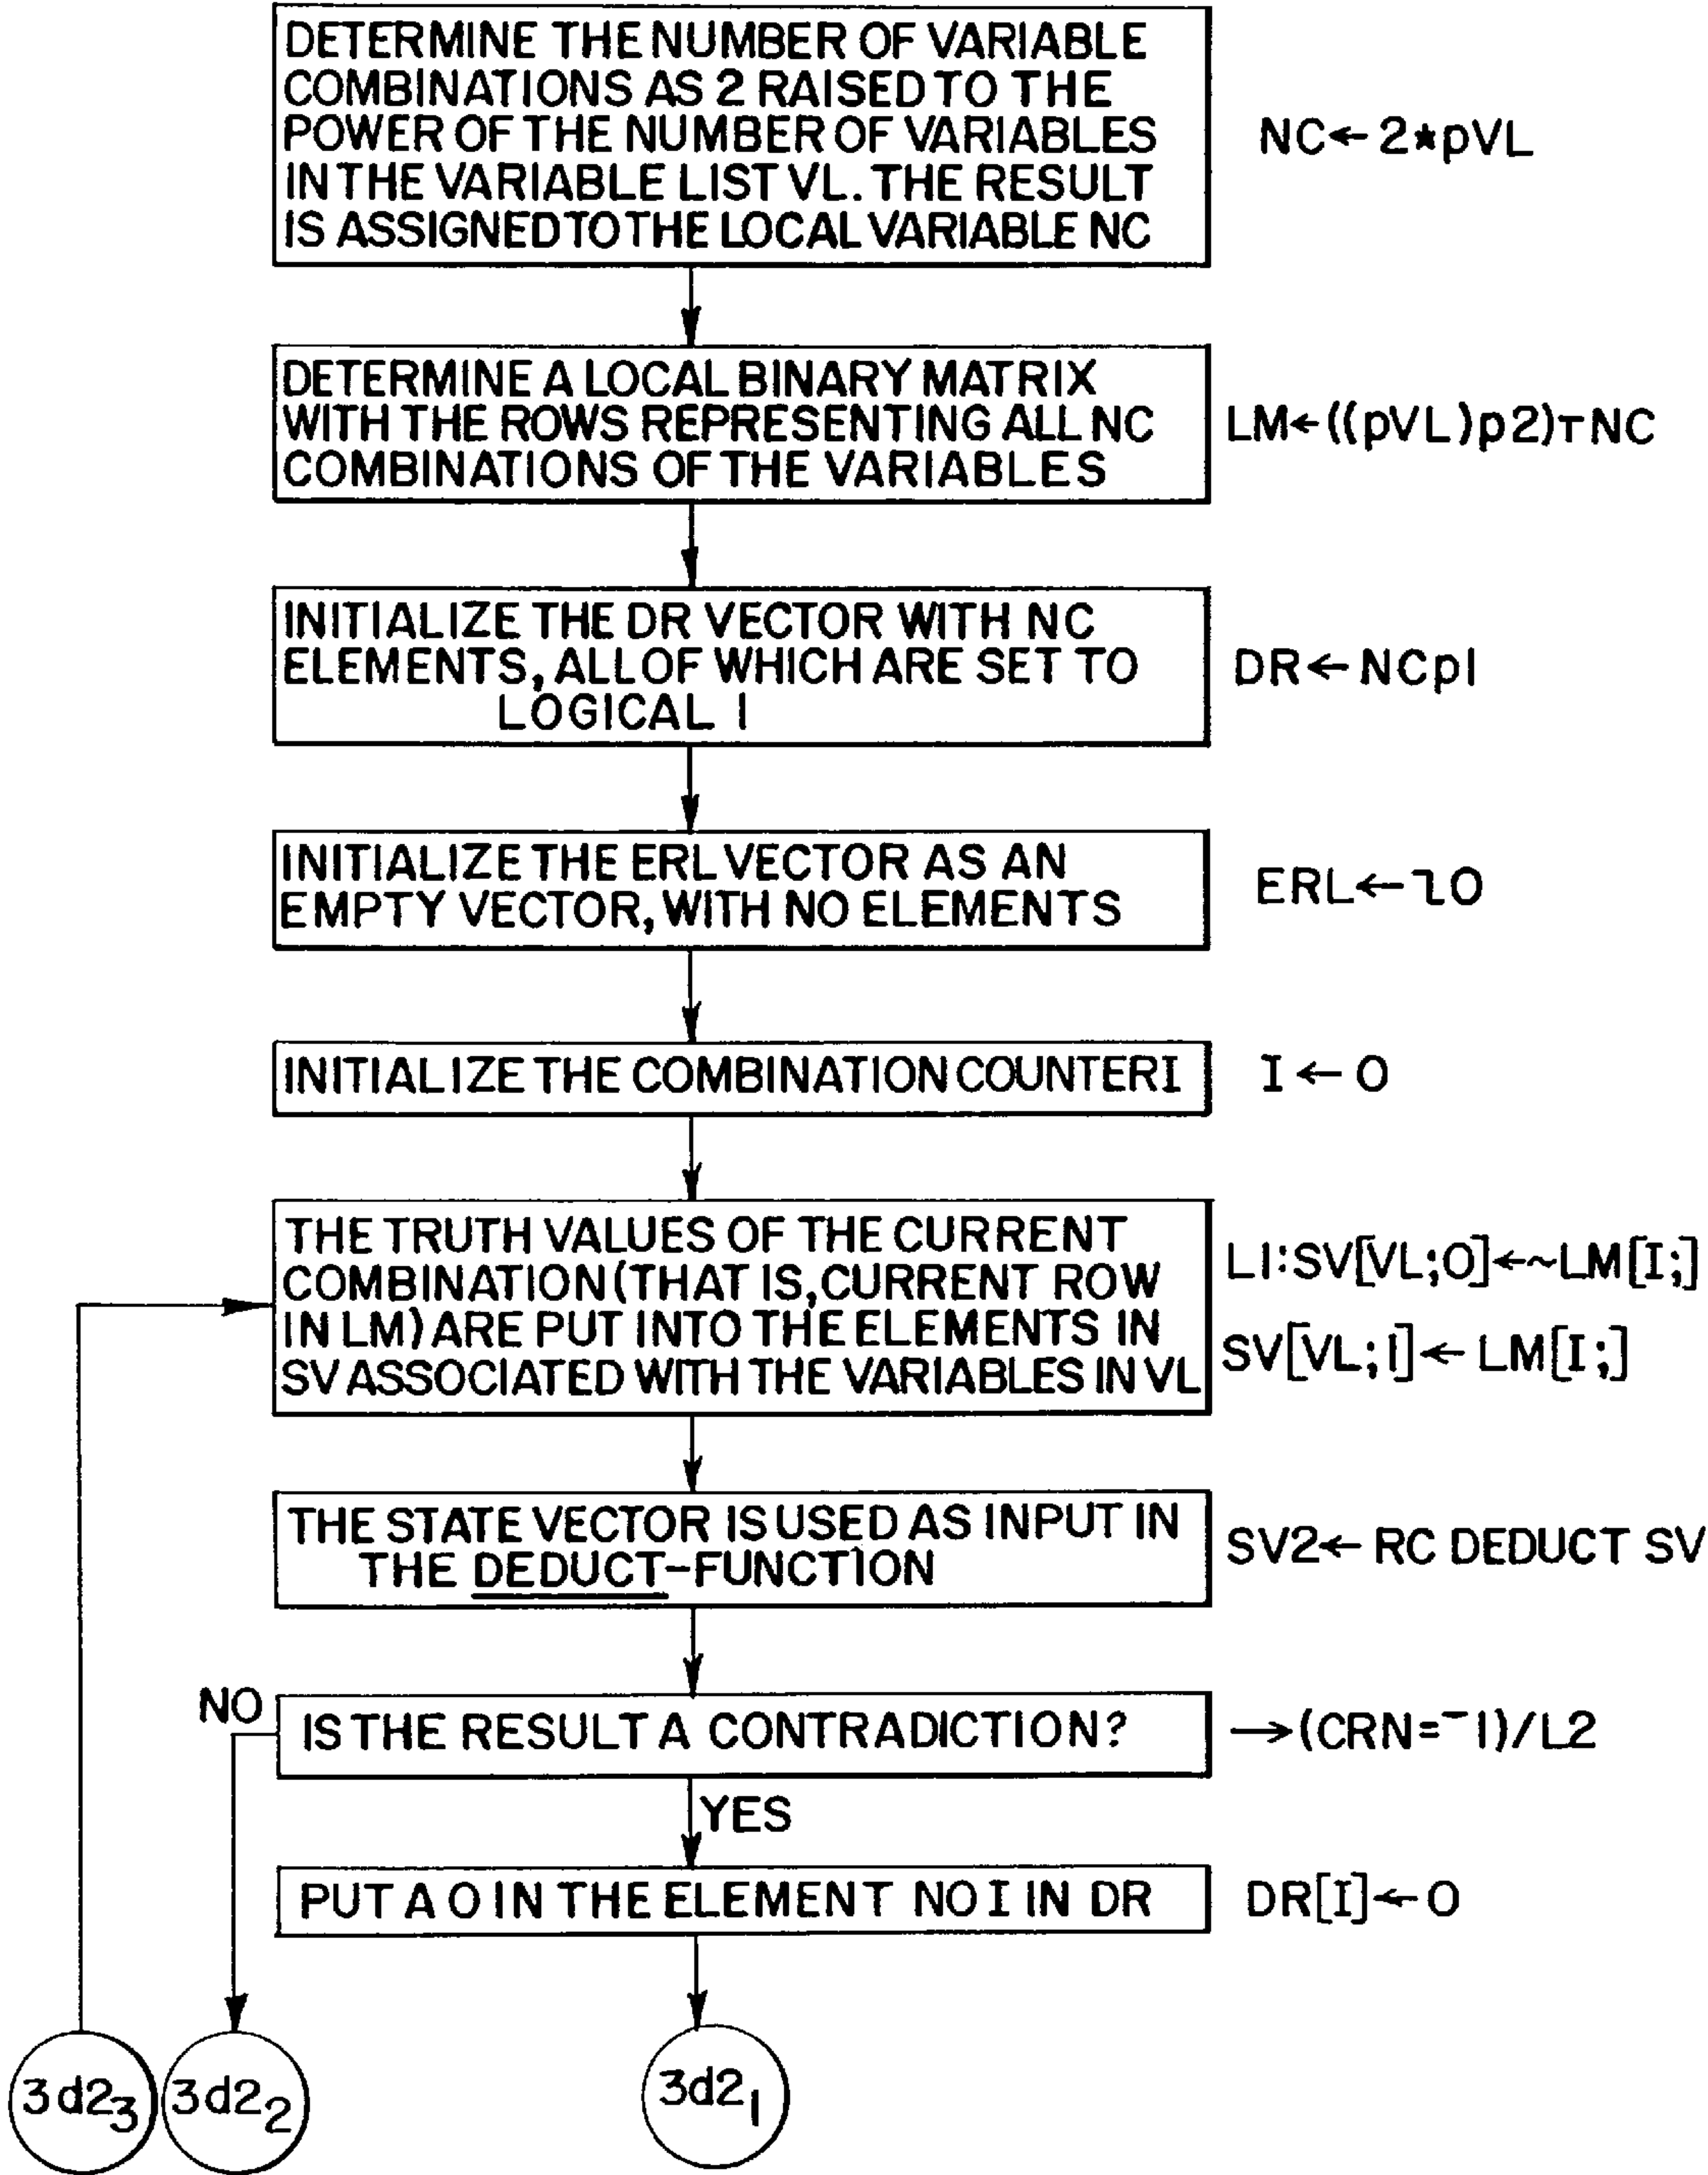 DETERMINE THE NUMBER OF VARIABLE
COMBINATIONS AS 2 RAISED TO THE
POWER OF THE NUMBER OF VARIABLES
IN THE VARIABLE LIST VL. THE RESULT
IS ASSIGNED TO THE LOCAL VARIABLE NC
NC←2*ρVL
DETERMINE A LOCAL BINARY MATRIX
WITH THE ROWS REPRESENTING ALL NC
COMBINATIONS OF THE VARIABLES
LM←((ρVL)ρ2)⊤NC
INITIALIZE THE DR VECTOR WITH NC
ELEMENTS, ALL OF WHICH ARE SET TO
LOGICAL 1
DR←NCρ1
INITIALIZE THE ERL VECTOR AS AN
EMPTY VECTOR, WITH NO ELEMENTS
ERL←ɩ0
INITIALIZE THE COMBINATION COUNTER I
I←0
THE TRUTH VALUES OF THE CURRENT
COMBINATION (THAT IS, CURRENT ROW
IN LM) ARE PUT INTO THE ELEMENTS IN
SV ASSOCIATED WITH THE VARIABLES IN VL
L1:SV[VL;0]←~LM[I;]
SV[VL;1]←LM[I;]
THE STATE VECTOR IS USED AS INPUT IN
THE DEDUCT-FUNCTION
SV2←RC DEDUCT SV
NO
IS THE RESULT A CONTRADICTION?
→(CRN=¯1)/L2
YES
PUT A 0 IN THE ELEMENT NO I IN DR
DR[I]←0
3d2₃
3d2₂
3d2₁